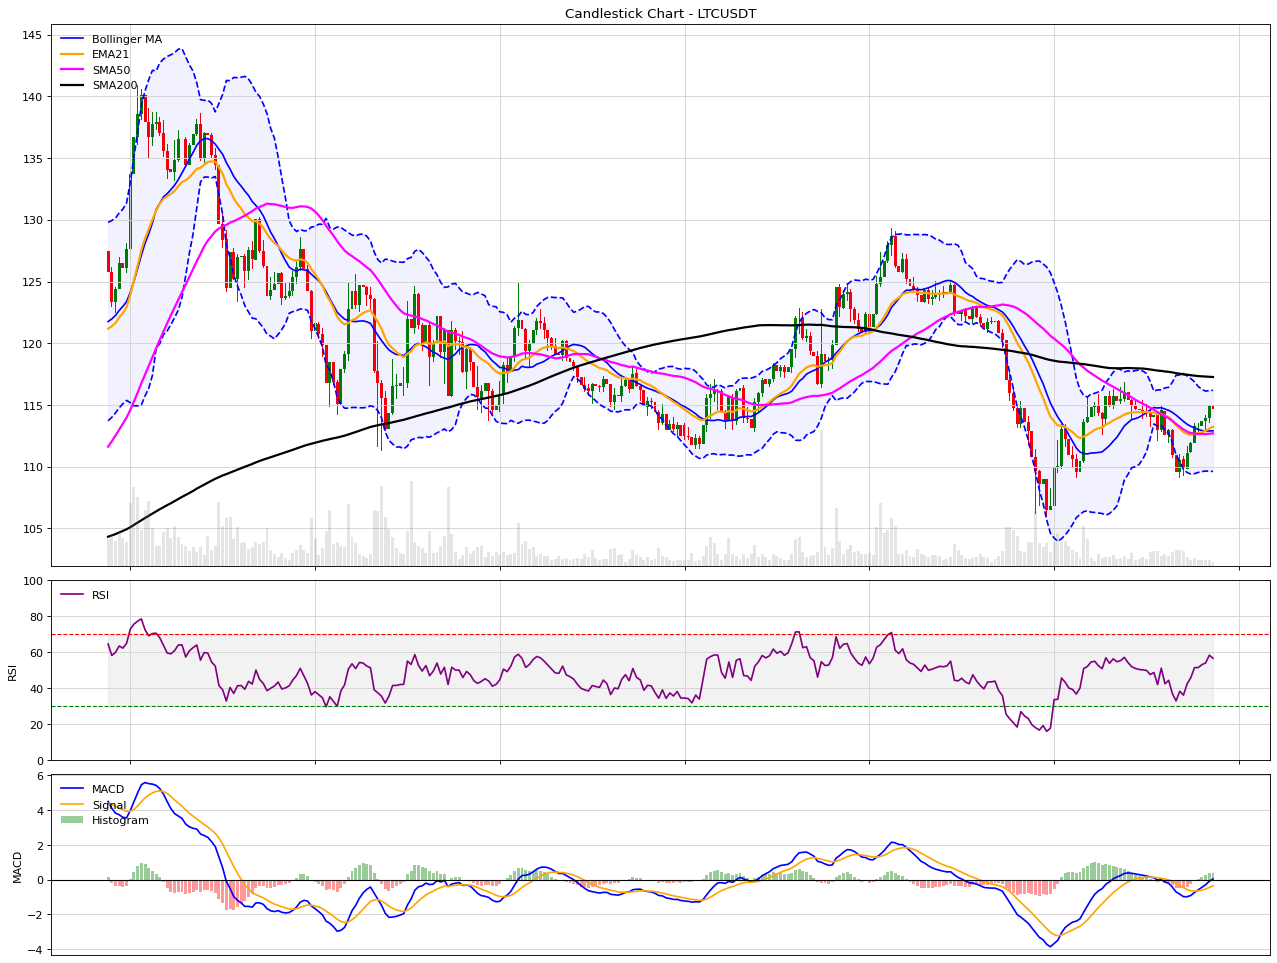 Candlestick Chart - LTCUSDT
Bollinger MA
EMA21
SMA50
SMA200
145
140
135
130
125
120
115
110
105
RSI
100
80
60
40
20
0
RSI
MACD
Signal
Histogram
6
4
2
0
−2
−4
MACD